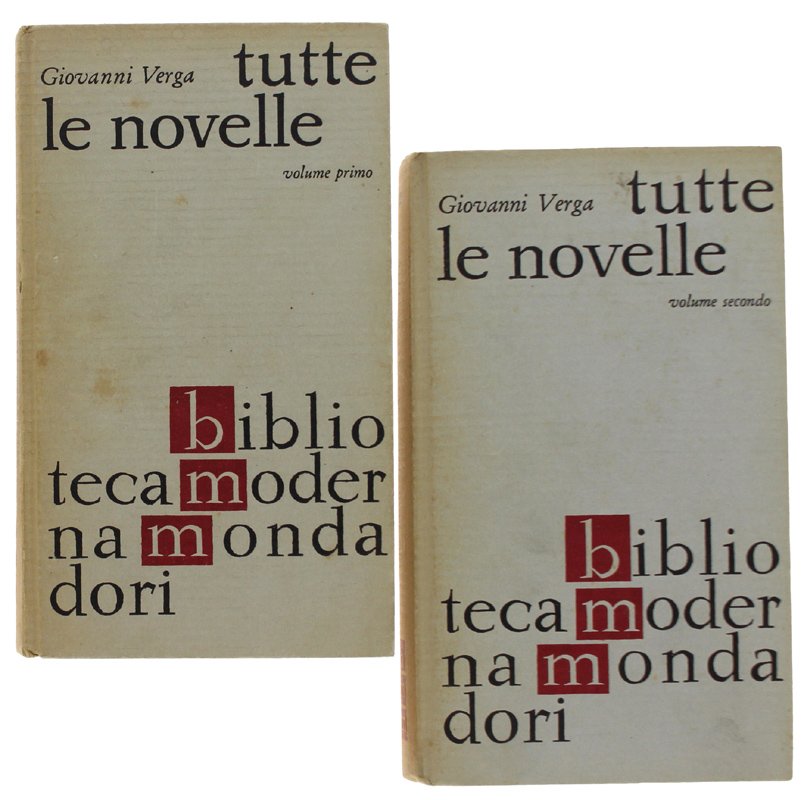 Giovanni Verga tutte
le novelle
volume primo
biblio
teca moder
na monda
dori
Giovanni Verga tutte
le novelle
volume secondo
biblio
teca moder
na monda
dori